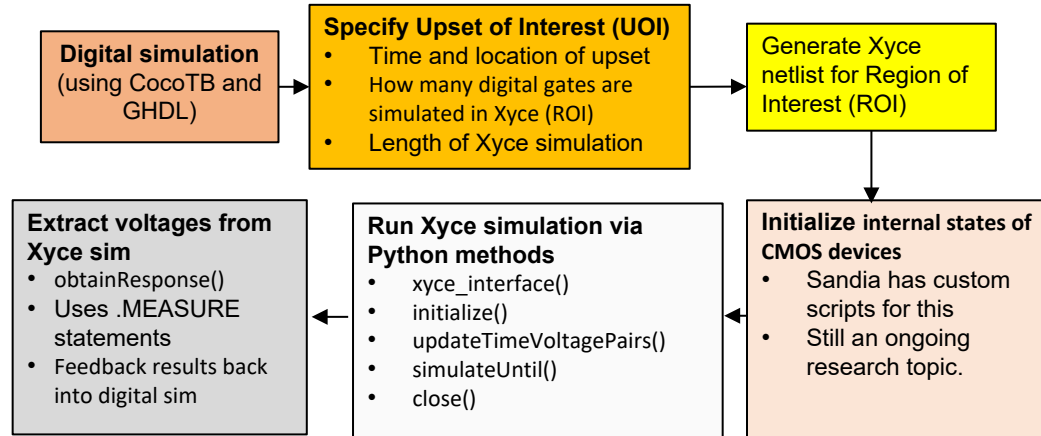 Digital simulation
(using CocoTB and
GHDL)
Specify Upset of Interest (UOI)
• Time and location of upset
• How many digital gates are
simulated in Xyce (ROI)
• Length of Xyce simulation
Generate Xyce
netlist for Region of
Interest (ROI)
Initialize internal states of
CMOS devices
• Sandia has custom
scripts for this
• Still an ongoing
research topic.
Run Xyce simulation via
Python methods
• xyce_interface()
• initialize()
• updateTimeVoltagePairs()
• simulateUntil()
• close()
Extract voltages from
Xyce sim
• obtainResponse()
• Uses .MEASURE
statements
• Feedback results back
into digital sim